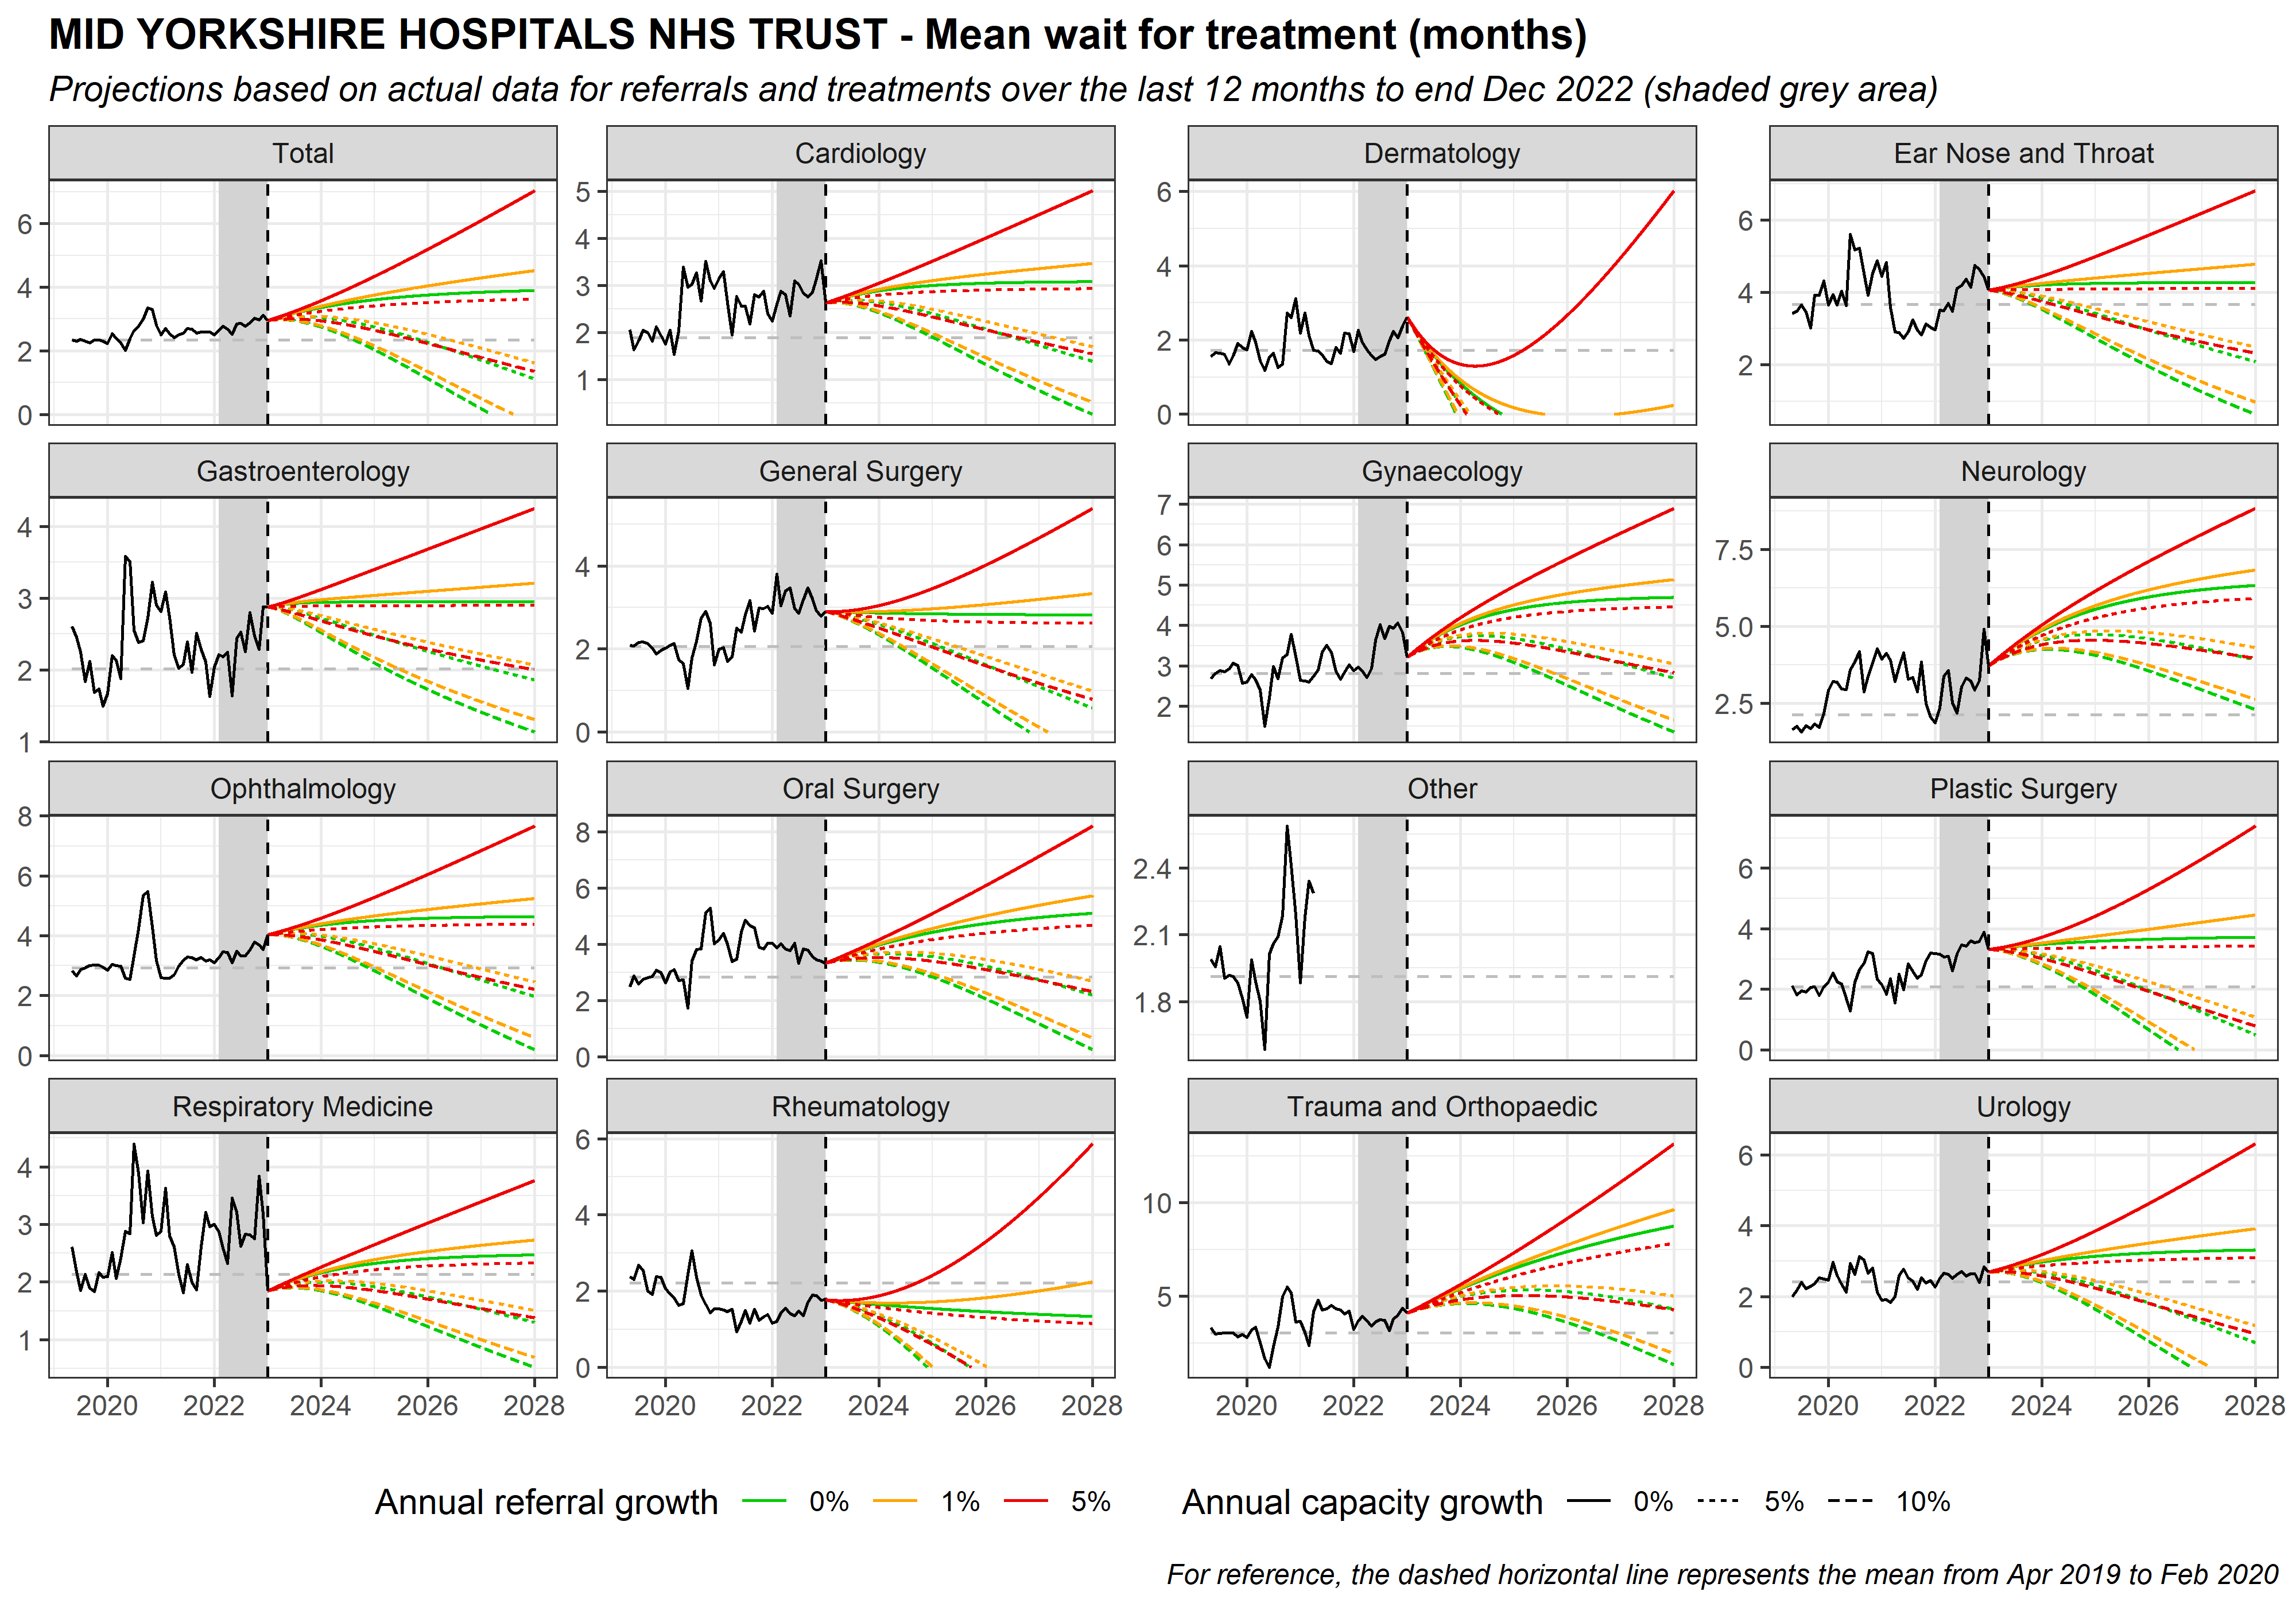 MID YORKSHIRE HOSPITALS NHS TRUST - Mean wait for treatment (months)
Projections based on actual data for referrals and treatments over the last 12 months to end Dec 2022 (shaded grey area)
Total Cardiology Dermatology Ear Nose and Throat
6 4 2 0
5 4 3 2 1
6 4 2 0
6 4 2
Gastroenterology General Surgery Gynaecology Neurology
4 3 2 1
4 2 0
7 6 5 4 3 2
7.5 5.0 2.5
Ophthalmology Oral Surgery Other Plastic Surgery
8 6 4 2 0
8 6 4 2 0
2.4 2.1 1.8
6 4 2 0
Respiratory Medicine Rheumatology Trauma and Orthopaedic Urology
4 3 2 1
6 4 2 0
10 5
6 4 2 0
2020 2022 2024 2026 2028 2020 2022 2024 2026 2028 2020 2022 2024 2026 2028 2020 2022 2024 2026 2028
Annual referral growth 0% 1% 5% Annual capacity growth 0% 5% 10%
For reference, the dashed horizontal line represents the mean from Apr 2019 to Feb 2020